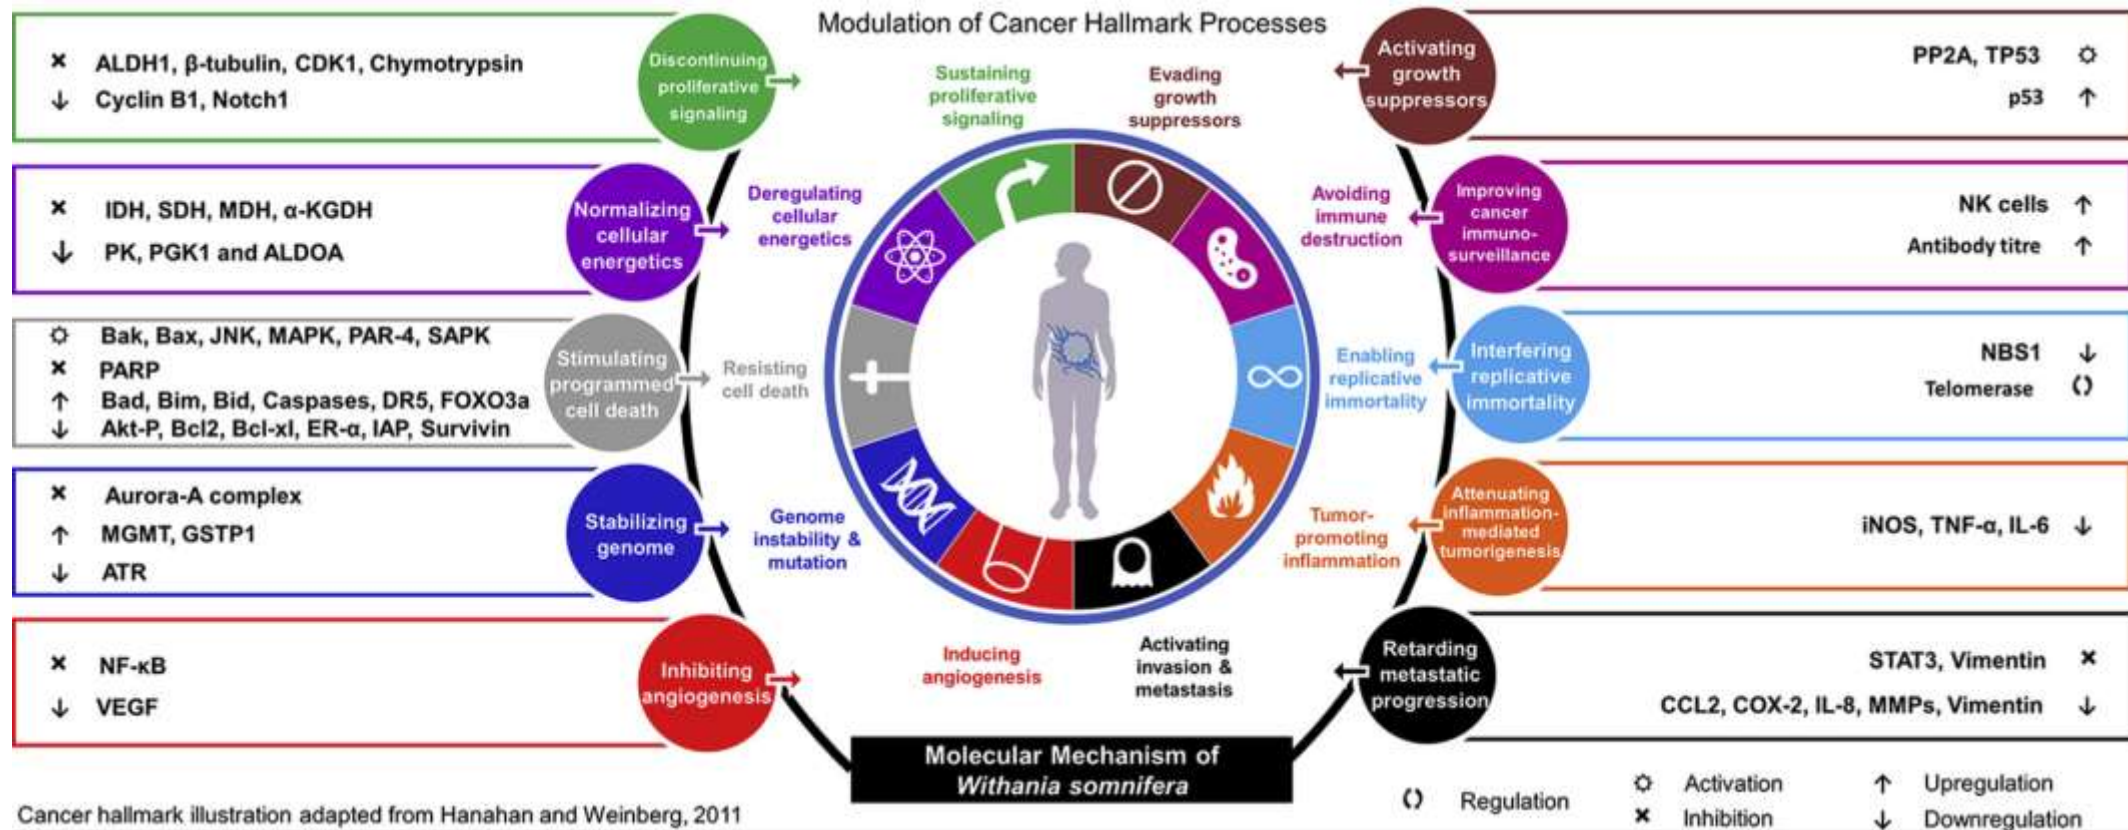 Modulation of Cancer Hallmark Processes
✖ ALDH1, β-tubulin, CDK1, Chymotrypsin
↓ Cyclin B1, Notch1
Discontinuing
proliferative
signaling
Sustaining
proliferative
signaling
Evading
growth
suppressors
Activating
growth
suppressors
PP2A, TP53
p53 ↑
✖ IDH, SDH, MDH, α-KGDH
↓ PK, PGK1 and ALDOA
Normalizing
cellular
energetics
Deregulating
cellular
energetics
Avoiding
immune
destruction
Improving
cancer
immuno-
surveillance
NK cells ↑
Antibody titre ↑
Bak, Bax, JNK, MAPK, PAR-4, SAPK
✖ PARP
↑ Bad, Bim, Bid, Caspases, DR5, FOXO3a
↓ Akt-P, Bcl2, Bcl-xl, ER-α, IAP, Survivin
Stimulating
programmed
cell death
Resisting
cell death
Enabling
replicative
immortality
Interfering
replicative
immortality
NBS1 ↓
Telomerase
✖ Aurora-A complex
↑ MGMT, GSTP1
↓ ATR
Stabilizing
genome
Genome
instability &
mutation
Tumor-
promoting
inflammation
Attenuating
inflammation-
mediated
tumorigenesis
iNOS, TNF-α, IL-6 ↓
✖ NF-κB
↓ VEGF
Inhibiting
angiogenesis
Inducing
angiogenesis
Activating
invasion &
metastasis
Retarding
metastatic
progression
STAT3, Vimentin ✖
CCL2, COX-2, IL-8, MMPs, Vimentin ↓
Molecular Mechanism of
Withania somnifera
Cancer hallmark illustration adapted from Hanahan and Weinberg, 2011
Regulation
Activation
✖ Inhibition
↑ Upregulation
↓ Downregulation